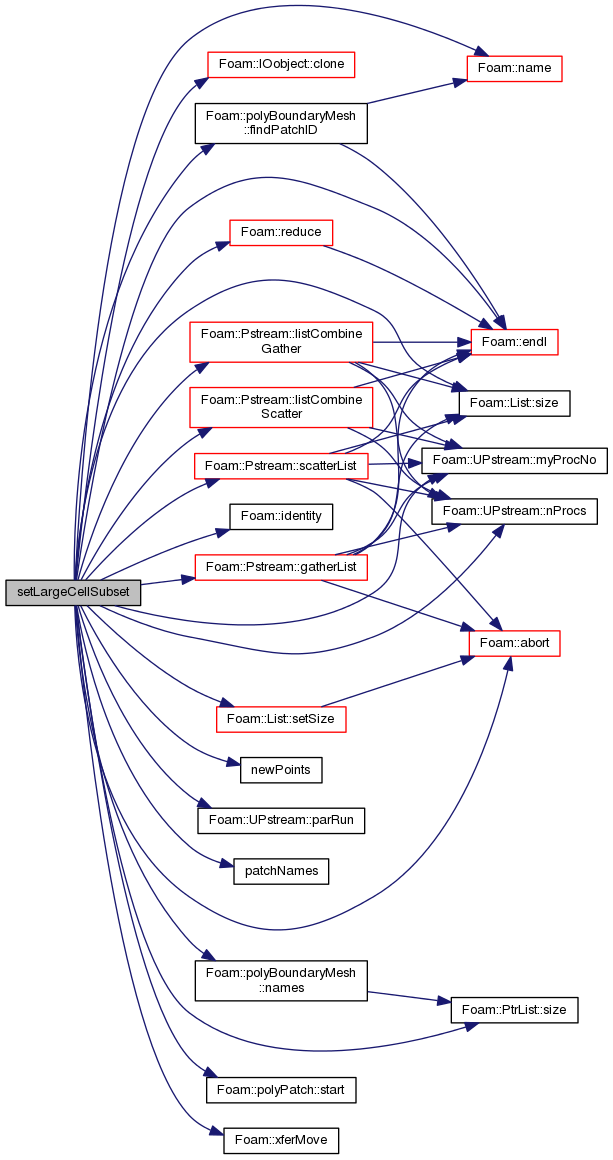 Foam::name
Foam::IOobject::clone
Foam::polyBoundaryMesh
::findPatchID
Foam::reduce
Foam::endl
Foam::Pstream::listCombine
Gather
Foam::List::size
Foam::Pstream::listCombine
Scatter
Foam::UPstream::myProcNo
Foam::Pstream::scatterList
Foam::UPstream::nProcs
Foam::identity
Foam::Pstream::gatherList
setLargeCellSubset
Foam::abort
Foam::List::setSize
newPoints
Foam::UPstream::parRun
patchNames
Foam::polyBoundaryMesh
::names
Foam::PtrList::size
Foam::polyPatch::start
Foam::xferMove